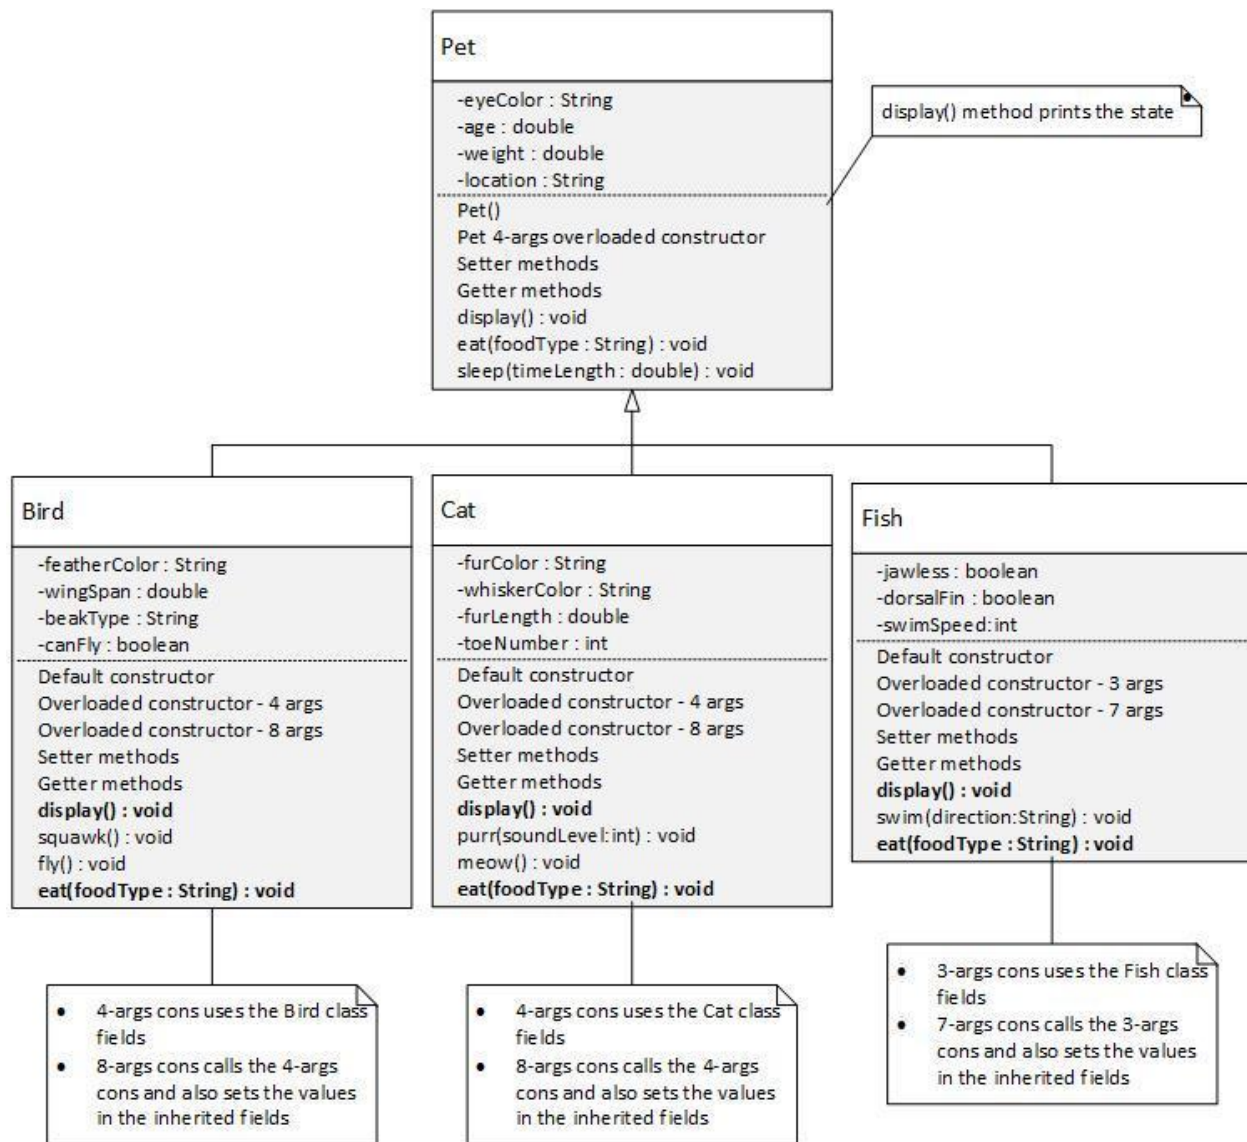 Pet
-eyeColor : String
-age : double
-weight : double
-location : String
Pet()
Pet 4-args overloaded constructor
Setter methods
Getter methods
display() : void
eat(foodType : String) : void
sleep(timeLength : double) : void
display() method prints the state
Bird
-featherColor : String
-wingSpan : double
-beakType : String
-canFly : boolean
Default constructor
Overloaded constructor - 4 args
Overloaded constructor - 8 args
Setter methods
Getter methods
display() : void
squawk() : void
fly() : void
eat(foodType : String) : void
Cat
-furColor : String
-whiskerColor : String
-furLength : double
-toeNumber : int
Default constructor
Overloaded constructor - 4 args
Overloaded constructor - 8 args
Setter methods
Getter methods
display() : void
purr(soundLevel:int) : void
meow() : void
eat(foodType : String) : void
Fish
-jawless : boolean
-dorsalFin : boolean
-swimSpeed:int
Default constructor
Overloaded constructor - 3 args
Overloaded constructor - 7 args
Setter methods
Getter methods
display() : void
swim(direction:String) : void
eat(foodType : String) : void
• 4-args cons uses the Bird class
fields
• 8-args cons calls the 4-args
cons and also sets the values
in the inherited fields
• 4-args cons uses the Cat class
fields
• 8-args cons calls the 4-args
cons and also sets the values
in the inherited fields
• 3-args cons uses the Fish class
fields
• 7-args cons calls the 3-args
cons and also sets the values
in the inherited fields